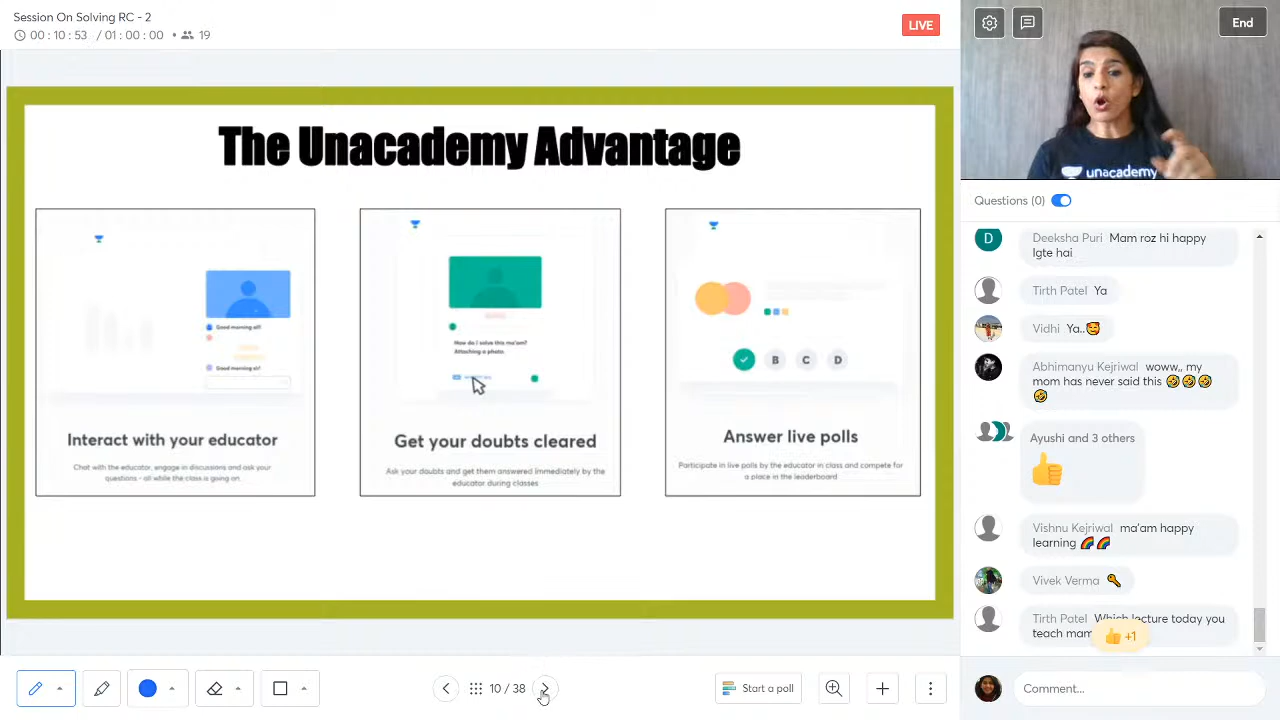 Session On Solving RC - 2
00 : 10 : 53 / 01 : 00 : 00 • 19
LIVE
End
unacademy
The Unacademy Advantage
Good morning all!
Good morning sir!
Interact with your educator
Chat with the educator, engage in discussions and ask your
questions - all while the class is going on.
How do I solve this ma'am?
Attaching a photo.
Get your doubts cleared
Ask your doubts and get them answered immediately by the
educator during classes
B C D
Answer live polls
Participate in live polls by the educator in class and compete for
a place in the leaderboard
Questions (0)
D
Deeksha Puri Mam roz hi happy
lgte hai
Tirth Patel Ya
Vidhi Ya..🥰
Abhimanyu Kejriwal woww,, my
mom has never said this 🤣🤣🤣
🤣
Ayushi and 3 others
👍
Vishnu Kejriwal ma'am happy
learning 🌈🌈
Vivek Verma 🔑
Tirth Patel Which lecture today you
teach mam
👍 +1
10 / 38
Start a poll
Comment...